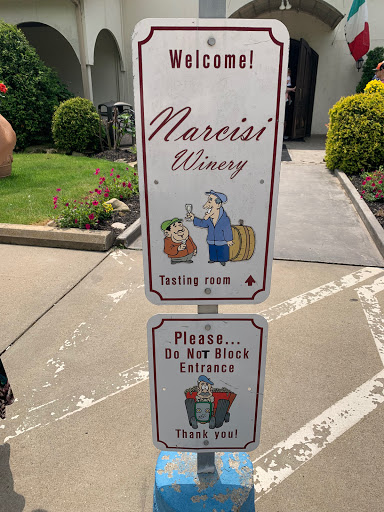 Welcome!
Narcisi
Winery
Tasting room
Please...
Do NoT Block
Entrance
Thank you!